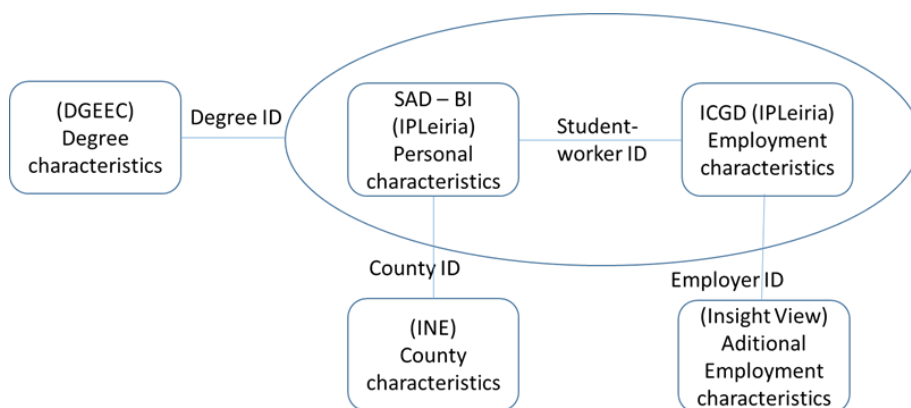 (DGEEC)
Degree
characteristics
Degree ID
SAD – BI
(IPLeiria)
Personal
characteristics
Student-
worker ID
ICGD (IPLeiria)
Employment
characteristics
County ID
Employer ID
(INE)
County
characteristics
(Insight View)
Aditional
Employment
characteristics